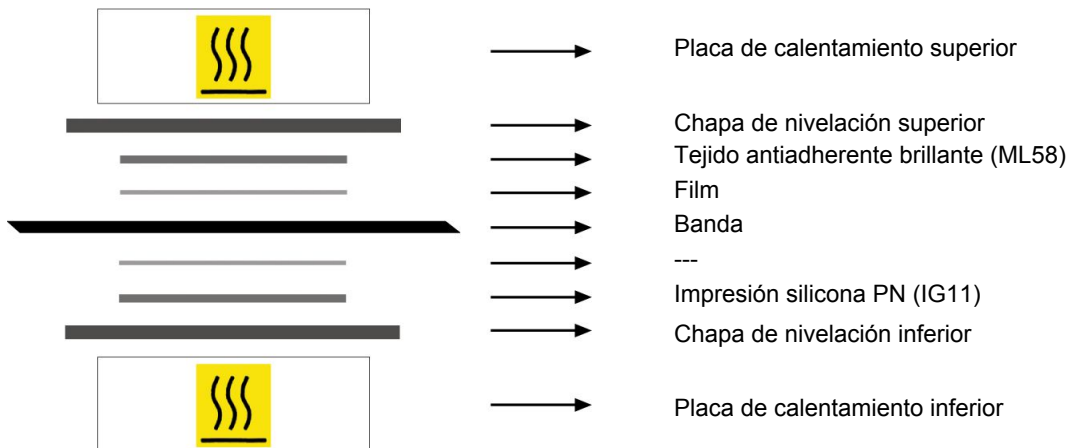 Placa de calentamiento superior
Chapa de nivelación superior
Tejido antiadherente brillante (ML58)
Film
Banda
---
Impresión silicona PN (IG11)
Chapa de nivelación inferior
Placa de calentamiento inferior